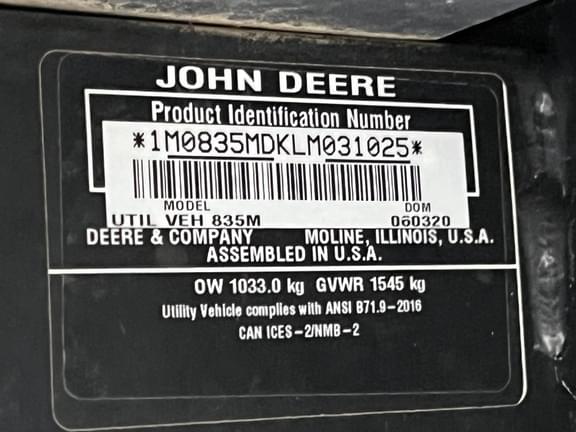 JOHN DEERE
Product Identification Number
*1M0835MDKLM031025*
MODEL DOM
UTIL VEH 835M 060320
DEERE & COMPANY MOLINE, ILLINOIS, U.S.A.
ASSEMBLED IN U.S.A.
OW 1033.0 kg GVWR 1545 kg
Utility Vehicle complies with ANSI B71.9-2016
CAN ICES-2/NMB-2